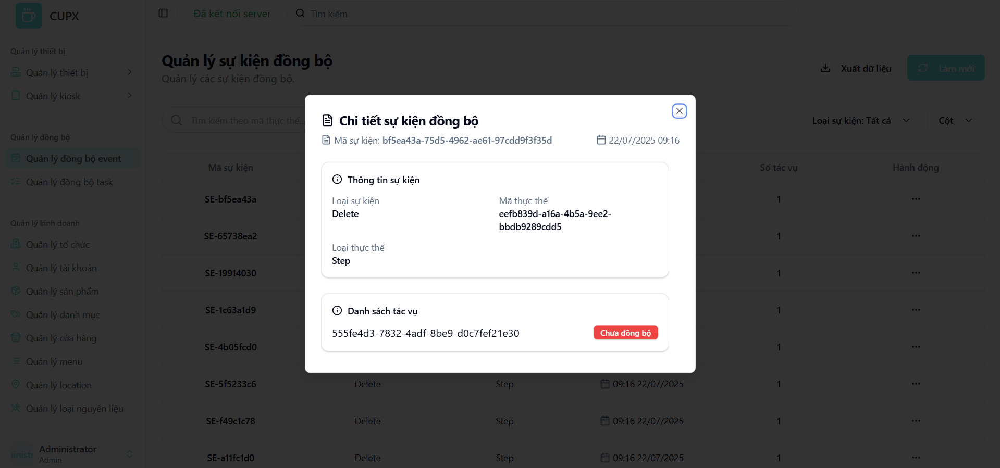 CUPX
Đã kết nối server
Tìm kiếm
Quản lý thiết bị
Quản lý thiết bị
Quản lý kiosk
Quản lý đồng bộ
Quản lý đồng bộ event
Quản lý đồng bộ task
Quản lý kinh doanh
Quản lý tổ chức
Quản lý tài khoản
Quản lý sản phẩm
Quản lý danh mục
Quản lý cửa hàng
Quản lý menu
Quản lý location
Quản lý loại nguyên liệu
Administrator
Admin
Quản lý sự kiện đồng bộ
Quản lý các sự kiện đồng bộ.
Xuất dữ liệu
Làm mới
Tìm kiếm theo mã thực thể...
Loại sự kiện: Tất cả
Cột
Mã sự kiện Số tác vụ Hành động
SE-bf5ea43a 1
SE-65738ea2 1
SE-19914030 1
SE-1c63a1d9 1
SE-4b05fcd0 1
SE-5f5233c6 Delete Step 09:16 22/07/2025 1
SE-f49c1c78 Delete Step 09:16 22/07/2025 1
SE-a11fc1d0 Delete Step 09:16 22/07/2025 1
Chi tiết sự kiện đồng bộ
Mã sự kiện: bf5ea43a-75d5-4962-ae61-97cdd9f3f35d 22/07/2025 09:16
Thông tin sự kiện
Loại sự kiện
Delete
Mã thực thể
eefb839d-a16a-4b5a-9ee2-
bbdb9289cdd5
Loại thực thể
Step
Danh sách tác vụ
555fe4d3-7832-4adf-8be9-d0c7fef21e30 Chưa đồng bộ